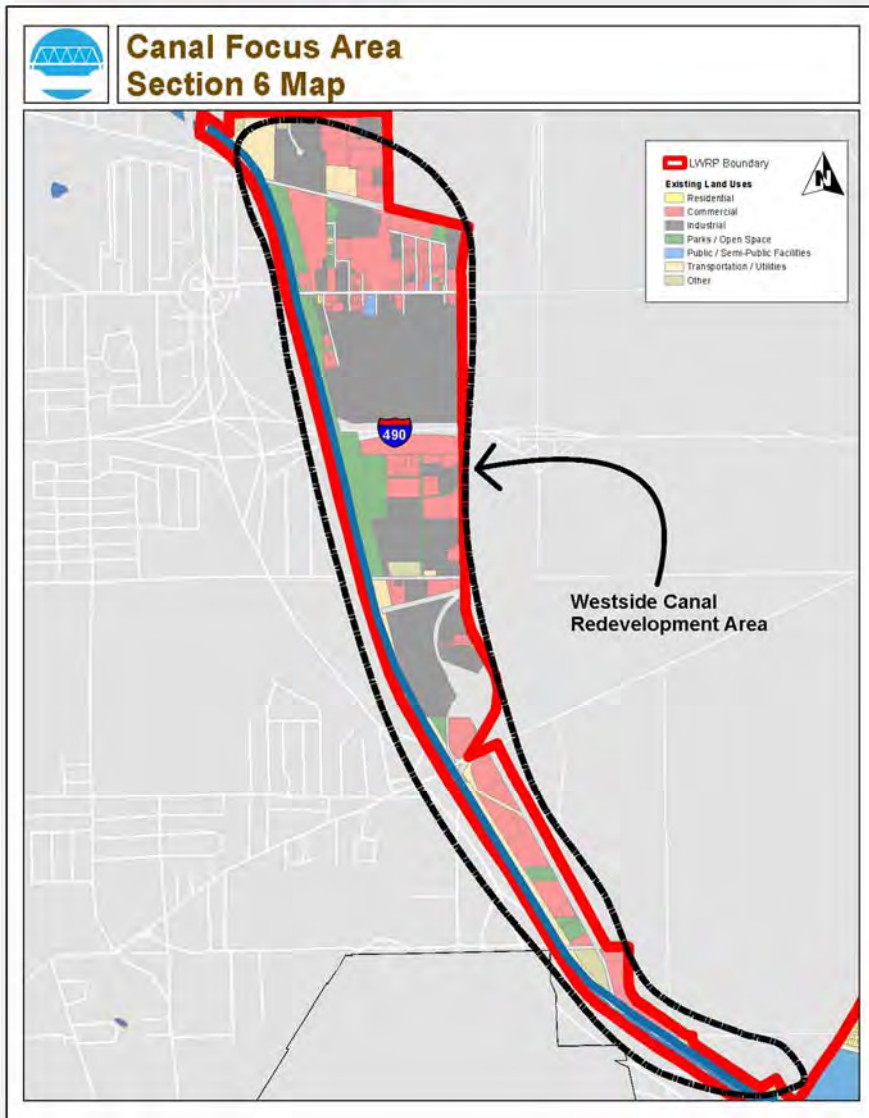 Canal Focus Area
Section 6 Map
LWRP Boundary
N
Existing Land Uses
Residential
Commercial
Industrial
Parks / Open Space
Public / Semi-Public Facilities
Transportation / Utilities
Other
490
Westside Canal
Redevelopment Area